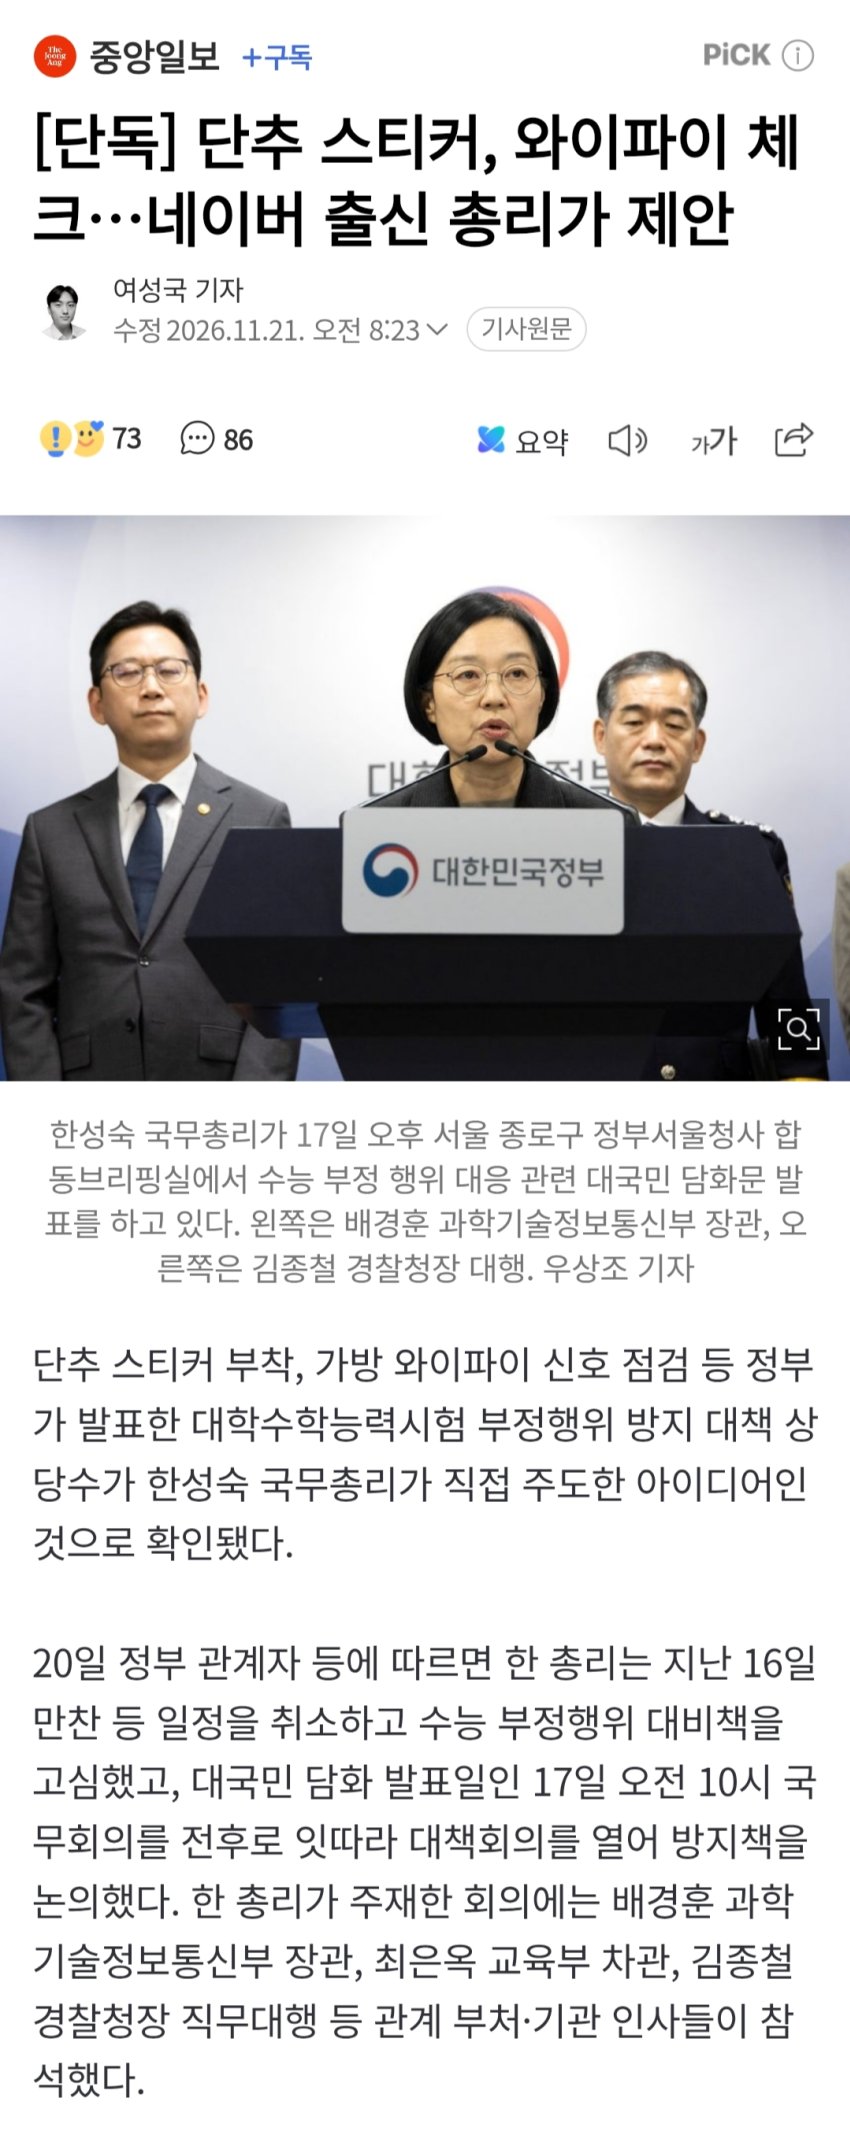 The JoongAng
중앙일보 +구독
PiCK
[단독] 단추 스티커, 와이파이 체
크…네이버 출신 총리가 제안
여성국 기자
수정 2026.11.21. 오전 8:23
기사원문
73 86 요약 가가
대한 정부
대한민국정부
한성숙 국무총리가 17일 오후 서울 종로구 정부서울청사 합
동브리핑실에서 수능 부정 행위 대응 관련 대국민 담화문 발
표를 하고 있다. 왼쪽은 배경훈 과학기술정보통신부 장관, 오
른쪽은 김종철 경찰청장 대행. 우상조 기자
단추 스티커 부착, 가방 와이파이 신호 점검 등 정부
가 발표한 대학수학능력시험 부정행위 방지 대책 상
당수가 한성숙 국무총리가 직접 주도한 아이디어인
것으로 확인됐다.
20일 정부 관계자 등에 따르면 한 총리는 지난 16일
만찬 등 일정을 취소하고 수능 부정행위 대비책을
고심했고, 대국민 담화 발표일인 17일 오전 10시 국
무회의를 전후로 잇따라 대책회의를 열어 방지책을
논의했다. 한 총리가 주재한 회의에는 배경훈 과학
기술정보통신부 장관, 최은옥 교육부 차관, 김종철
경찰청장 직무대행 등 관계 부처·기관 인사들이 참
석했다.